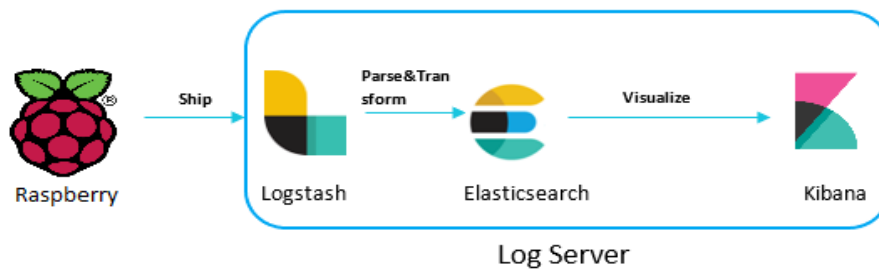 Ship
Parse&Tran
sform
Visualize
®
Raspberry
Logstash
Elasticsearch
Kibana
Log Server